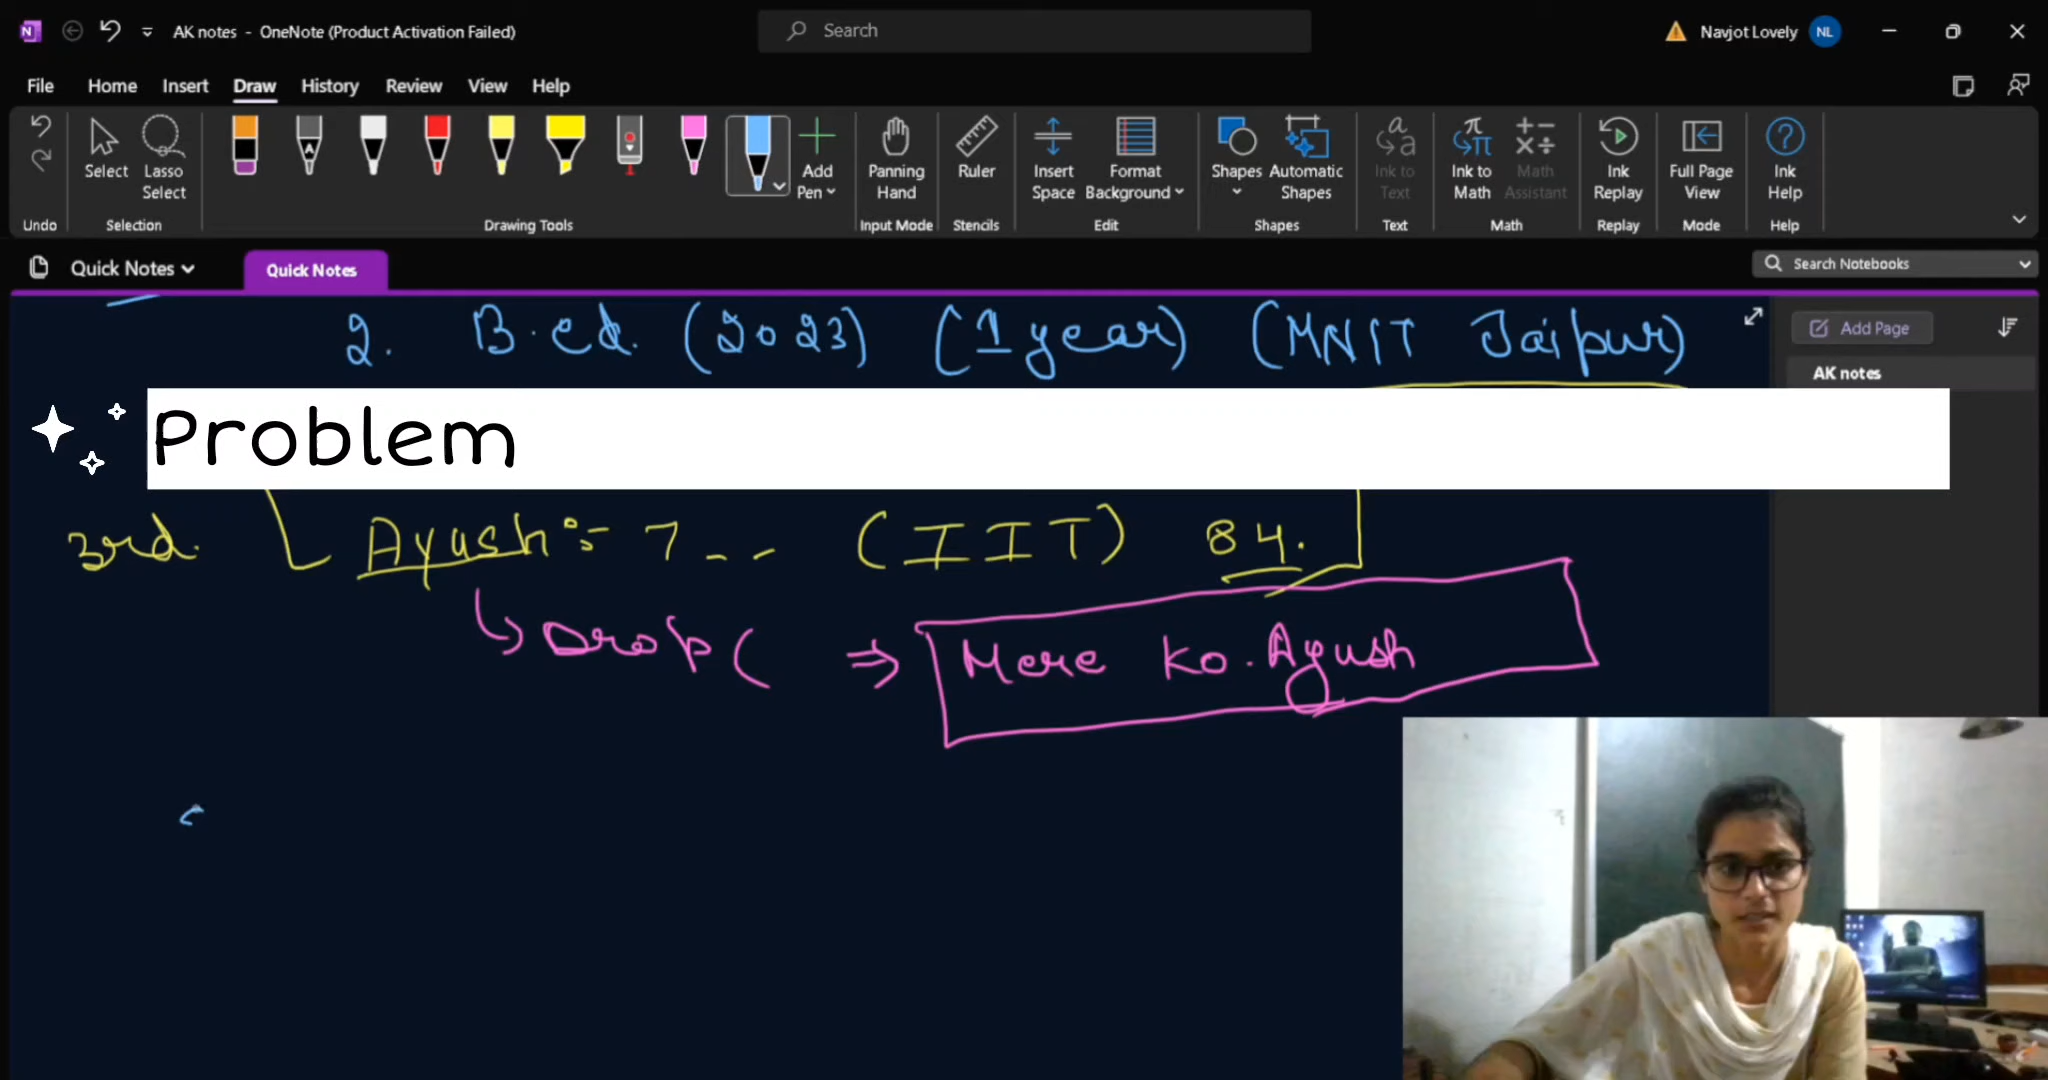 AK notes - OneNote (Product Activation Failed)
Search
Navjot Lovely NL
File Home Insert Draw History Review View Help
Select Lasso Select Add Pen Panning Hand Ruler Insert Space Format Background Shapes Automatic Shapes Ink to Text Ink to Math Math Assistant Ink Replay Full Page View Ink Help
Undo Selection Drawing Tools Input Mode Stencils Edit Shapes Text Math Replay Mode Help
Quick Notes Quick Notes Search Notebooks
2. B.ed. (2023) (1 year) (MNIT Jaipur)
Add Page
AK notes
Problem
3rd. Ayush:- 7 -- (IIT) 84.
Drop ( ⇒ Mere Ko. Ayush